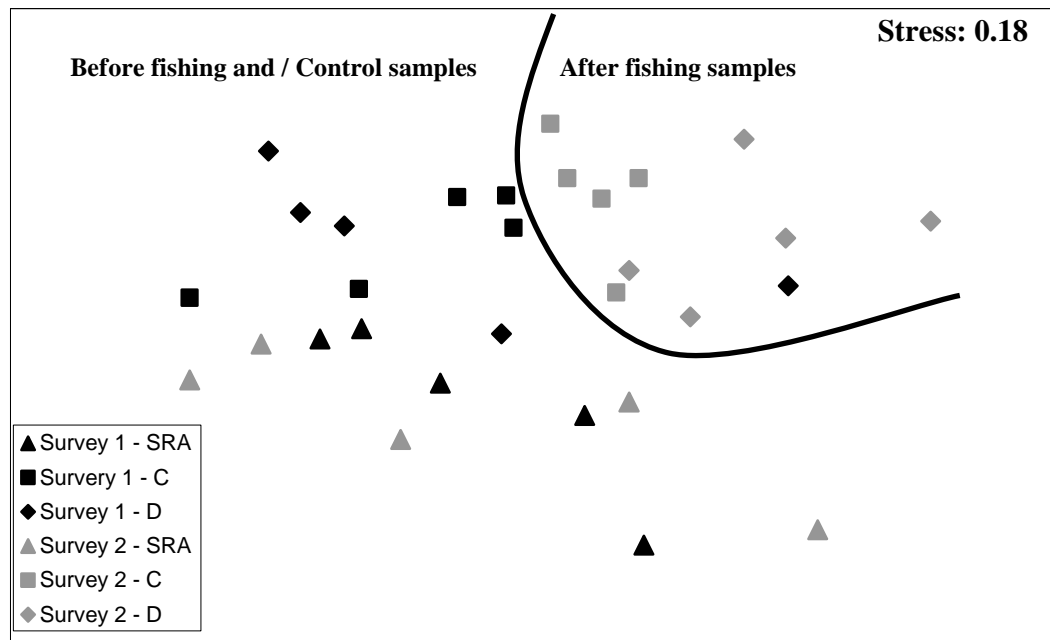 Stress: 0.18
Before fishing and / Control samples
After fishing samples
Survey 1 - SRA
Survery 1 - C
Survey 1 - D
Survey 2 - SRA
Survey 2 - C
Survey 2 - D